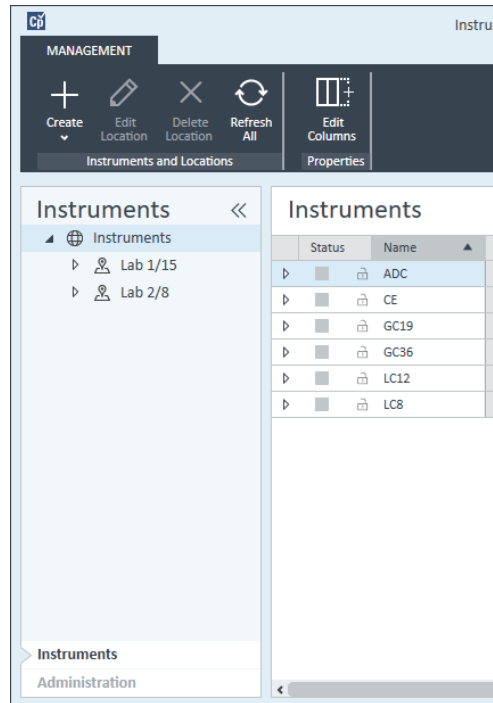 Cp
Instru
MANAGEMENT
Create
Edit Location
Delete Location
Refresh All
Edit Columns
Instruments and Locations
Properties
Instruments
Instruments
Lab 1/15
Lab 2/8
Instruments
Administration
Instruments
Status Name
ADC
CE
GC19
GC36
LC12
LC8